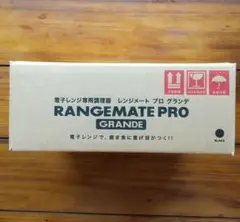 電子レンジ専用調理器 レンジメート プロ グランデ
RANGEMATE PRO
GRANDE
電子レンジで、焼き魚に焦げ目がつく!!